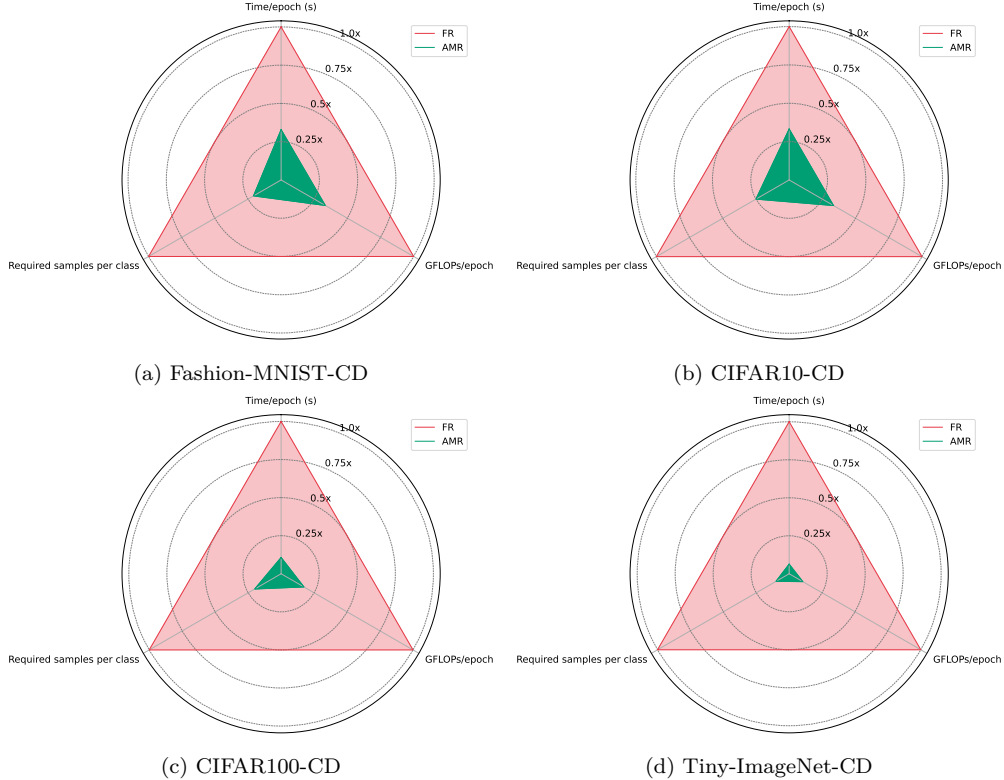 Time/epoch (s)
1.0x
0.75x
0.5x
0.25x
FR
AMR
Required samples per class
GFLOPs/epoch
(a) Fashion-MNIST-CD
Time/epoch (s)
1.0x
0.75x
0.5x
0.25x
FR
AMR
Required samples per class
GFLOPs/epoch
(b) CIFAR10-CD
Time/epoch (s)
1.0x
0.75x
0.5x
0.25x
FR
AMR
Required samples per class
GFLOPs/epoch
(c) CIFAR100-CD
Time/epoch (s)
1.0x
0.75x
0.5x
0.25x
FR
AMR
Required samples per class
GFLOPs/epoch
(d) Tiny-ImageNet-CD